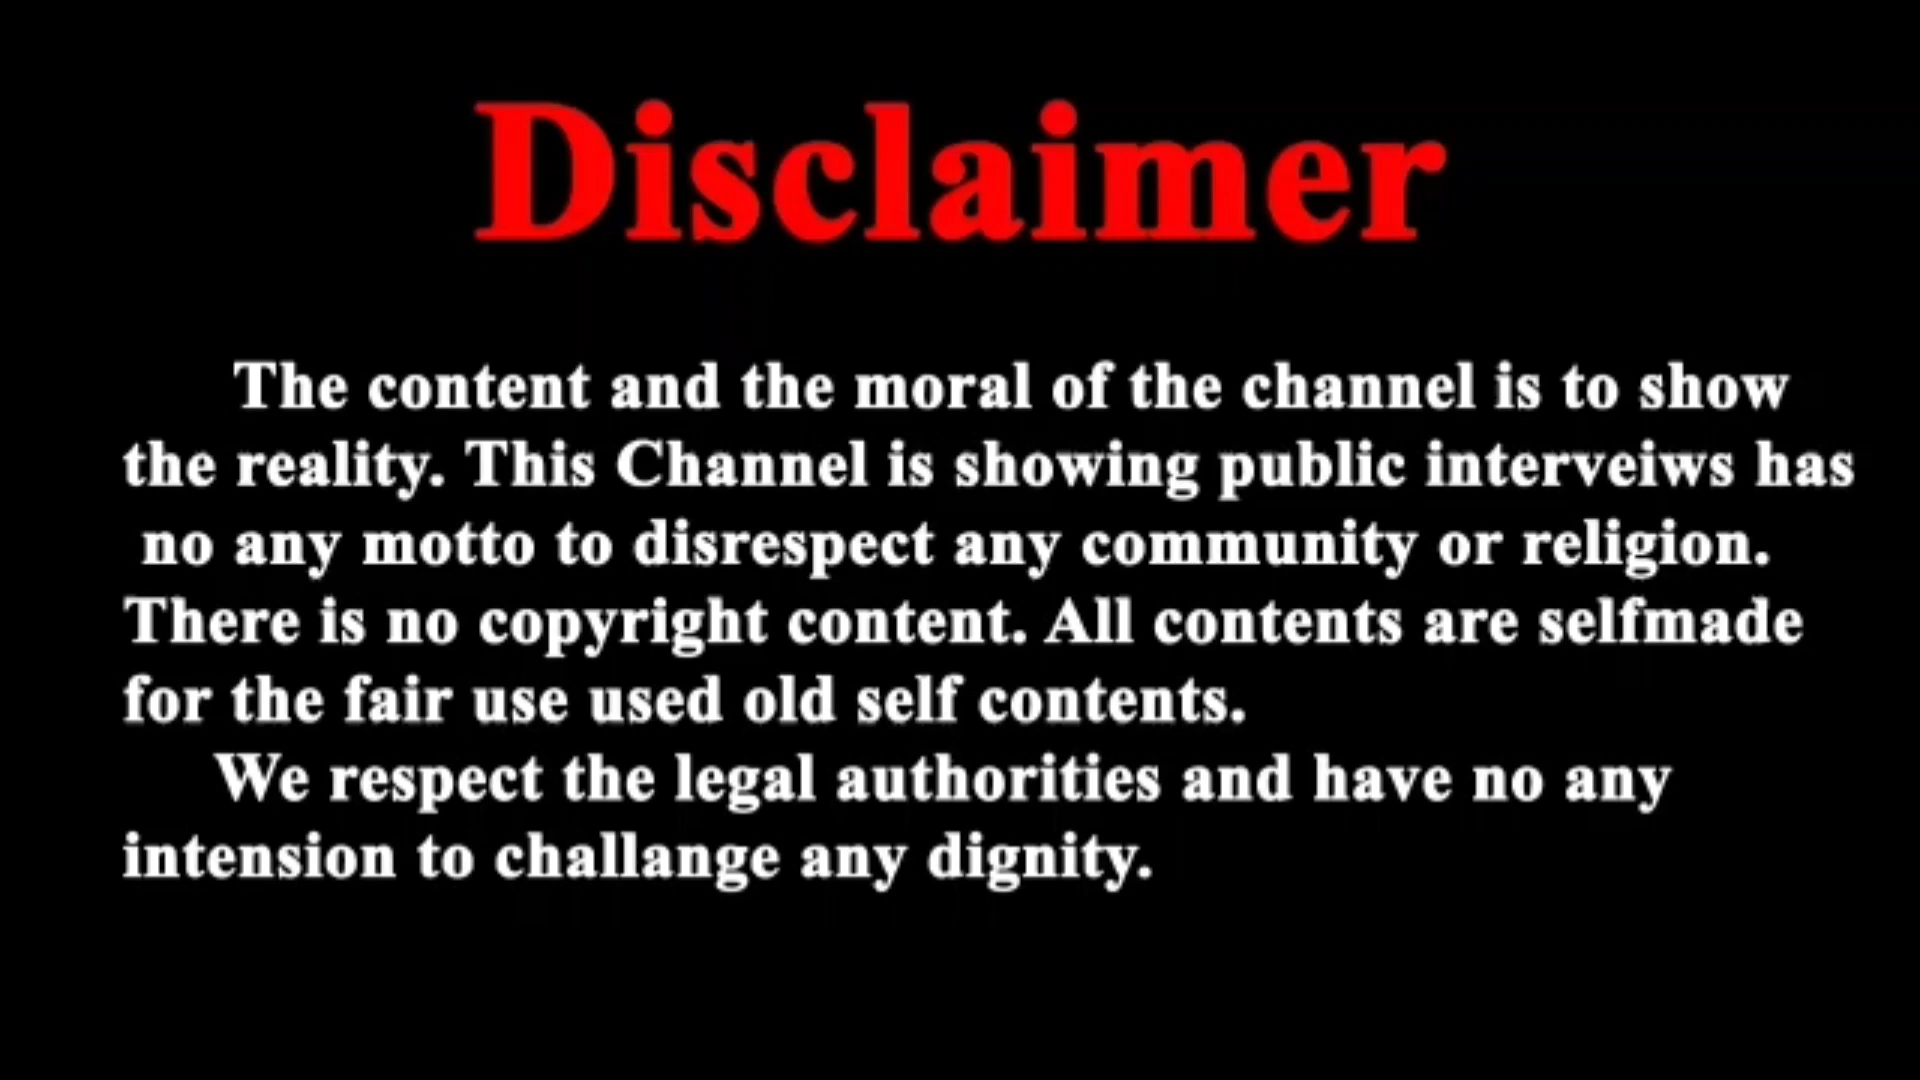 Disclaimer
The content and the moral of the channel is to show
the reality. This Channel is showing public interveiws has
no any motto to disrespect any community or religion.
There is no copyright content. All contents are selfmade
for the fair use used old self contents.
We respect the legal authorities and have no any
intension to challange any dignity.